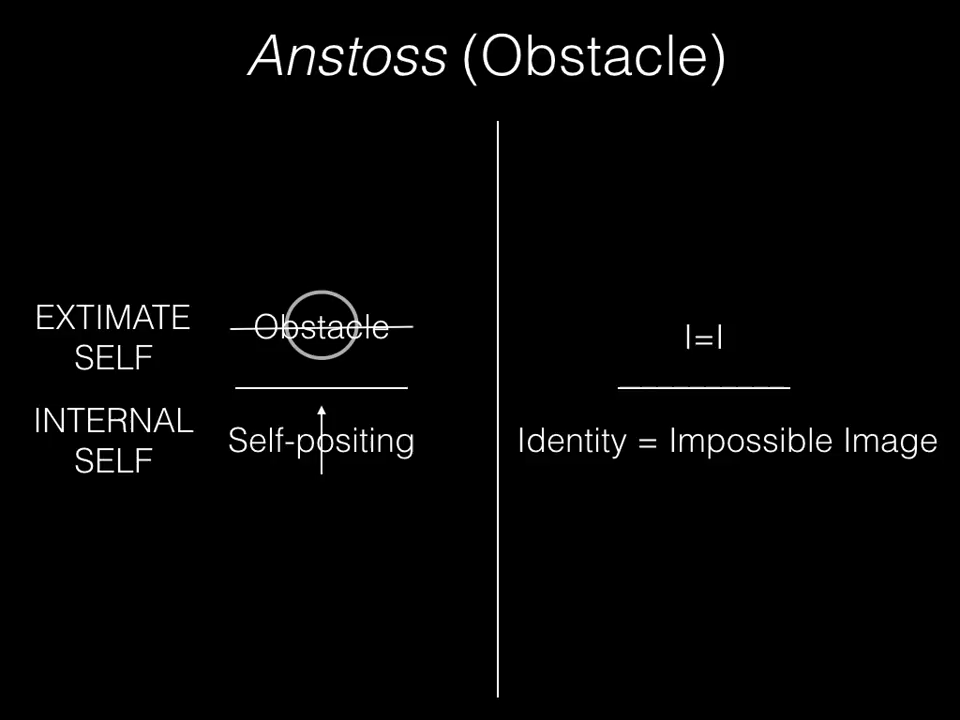 Anstoss (Obstacle)
EXTIMATE
SELF
Obstacle
INTERNAL
SELF
Self-positing
I=I
Identity = Impossible Image